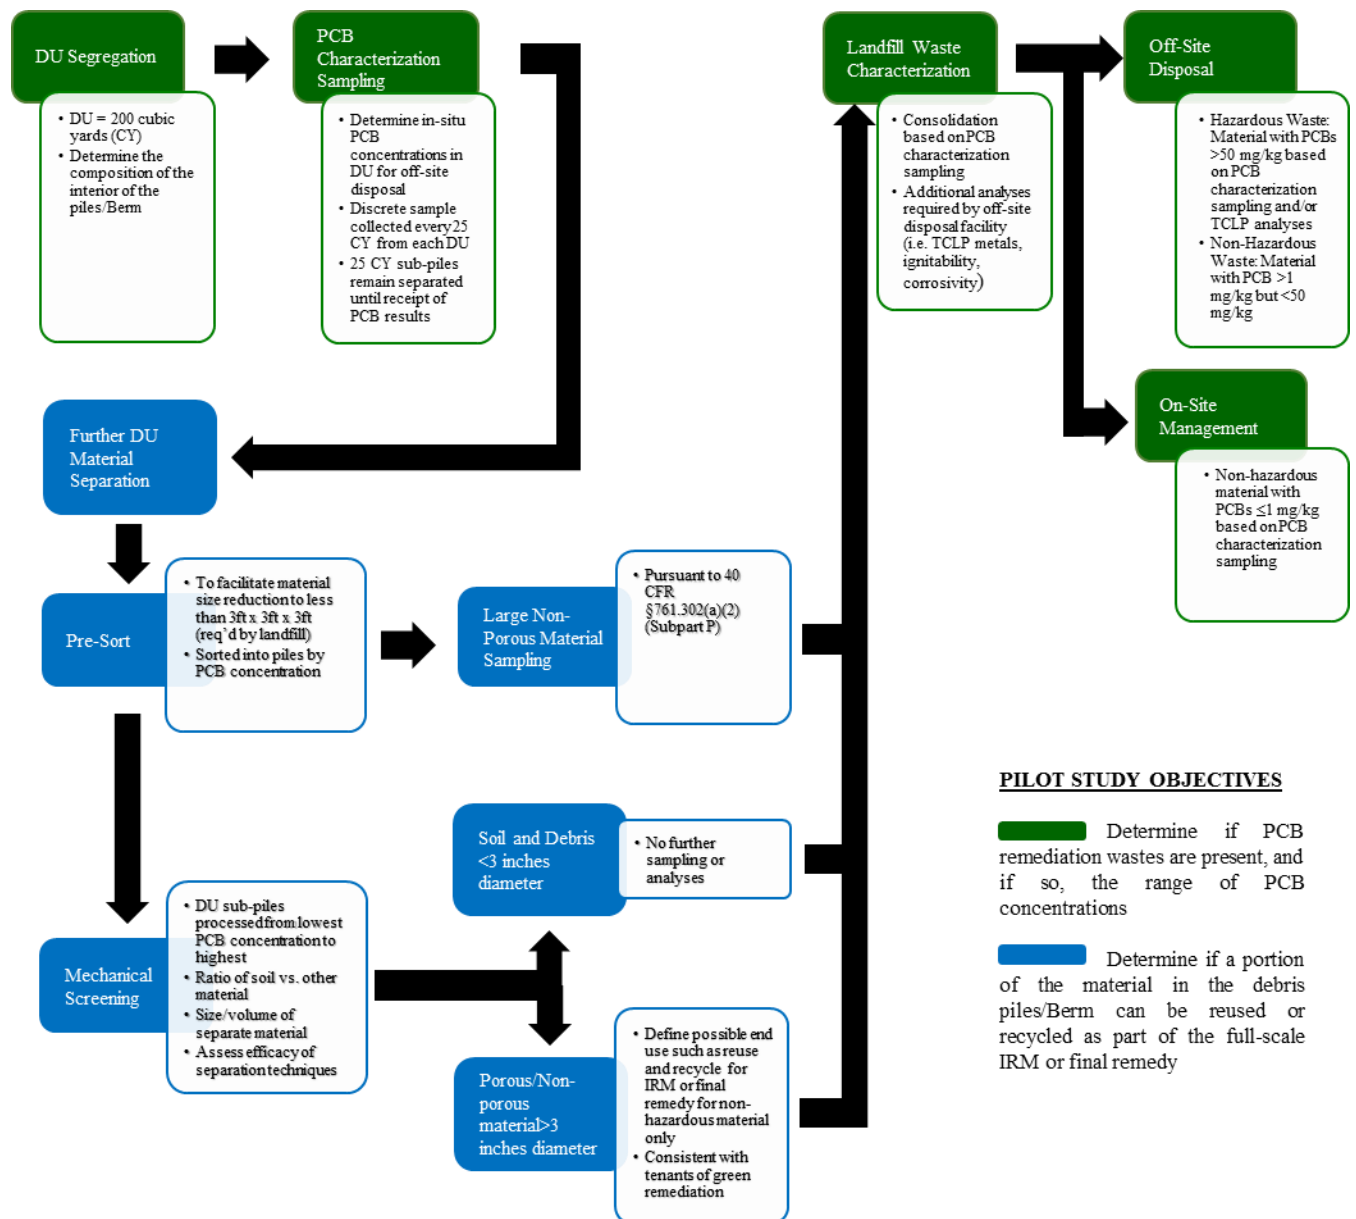 DU Segregation
• DU = 200 cubic
yards (CY)
• Determine the
composition of the
interior of the
piles/Berm
PCB
Characterization
Sampling
• Determine in-situ
PCB
concentrations in
DU for off-site
disposal
• Discrete sample
collected every 25
CY from each DU
• 25 CY sub-piles
remain separated
until receipt of
PCB results
Further DU
Material
Separation
Pre-Sort
• To facilitate material
size reduction to less
than 3ft x 3ft x 3ft
(req'd by landfill)
• Sorted into piles by
PCB concentration
Large Non-
Porous Material
Sampling
• Pursuant to 40
CFR
§761.302(a)(2)
(Subpart P)
Mechanical
Screening
• DU sub-piles
processed from lowest
PCB concentration to
highest
• Ratio of soil vs. other
material
• Size/volume of
separate material
• Assess efficacy of
separation techniques
Soil and Debris
<3 inches
diameter
• No further
sampling or
analyses
Porous/Non-
porous
material>3
inches diameter
• Define possible end
use such as reuse
and recycle for
IRM or final
remedy for non-
hazardous material
only
• Consistent with
tenants of green
remediation
Landfill Waste
Characterization
• Consolidation
based on PCB
characterization
sampling
• Additional analyses
required by off-site
disposal facility
(i.e. TCLP metals,
ignitability,
corrosivity)
Off-Site
Disposal
• Hazardous Waste:
Material with PCBs
>50 mg/kg based
on PCB
characterization
sampling and/or
TCLP analyses
• Non-Hazardous
Waste: Material
with PCB >1
mg/kg but <50
mg/kg
On-Site
Management
• Non-hazardous
material with
PCBs ≤1 mg/kg
based on PCB
characterization
sampling
PILOT STUDY OBJECTIVES
Determine if PCB
remediation wastes are present, and
if so, the range of PCB
concentrations
Determine if a portion
of the material in the debris
piles/Berm can be reused or
recycled as part of the full-scale
IRM or final remedy